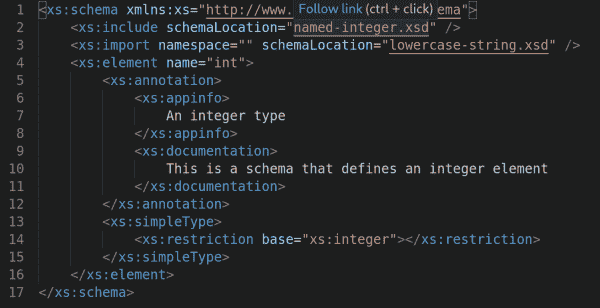 1 <xs:schema xmlns:xs="http://www. Follow link (ctrl + click) ema">
2 <xs:include schemaLocation="named-integer.xsd" />
3 <xs:import namespace="" schemaLocation="lowercase-string.xsd" />
4 <xs:element name="int">
5 <xs:annotation>
6 <xs:appinfo>
7 An integer type
8 </xs:appinfo>
9 <xs:documentation>
10 This is a schema that defines an integer element
11 </xs:documentation>
12 </xs:annotation>
13 <xs:simpleType>
14 <xs:restriction base="xs:integer"></xs:restriction>
15 </xs:simpleType>
16 </xs:element>
17 </xs:schema>